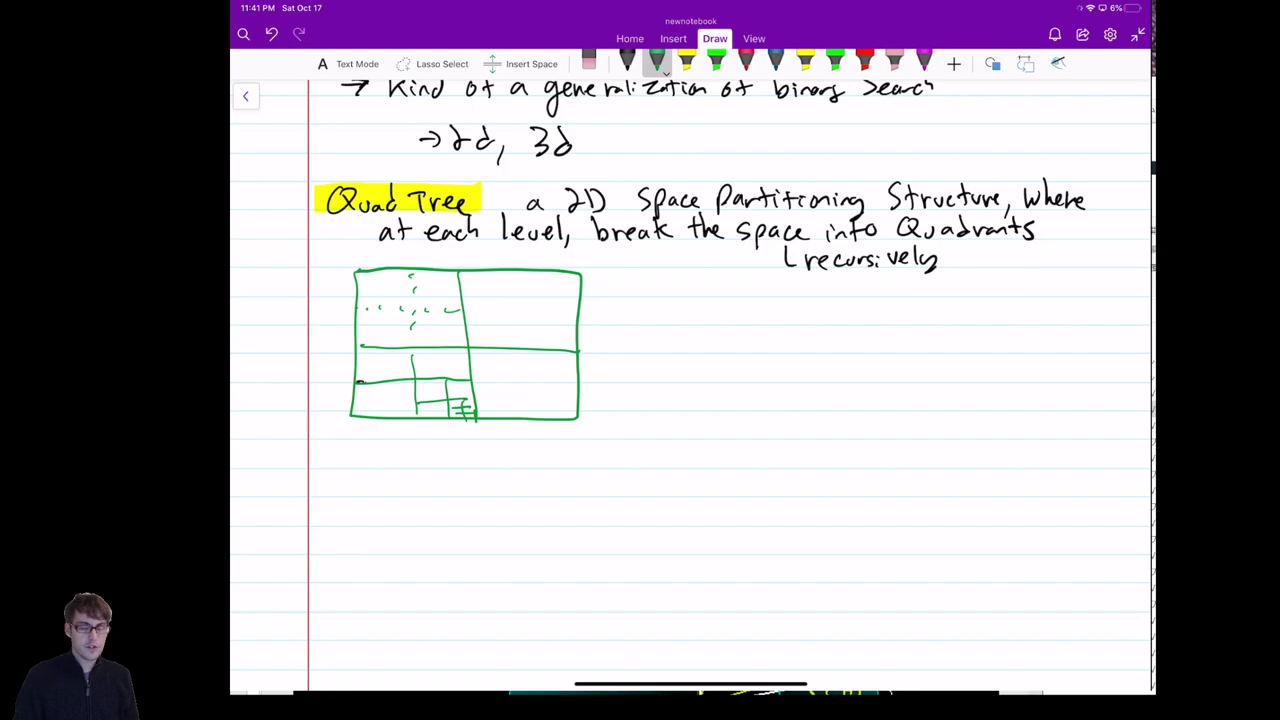 11:41 PM Sat Oct 17
6%
newnotebook
Home Insert Draw View
A Text Mode Lasso Select Insert Space
→ Kind of a generalization of binary search
→ 2d, 3d
Quad Tree a 2D Space Partitioning Structure, where
at each level, break the space into Quadrants
recursively